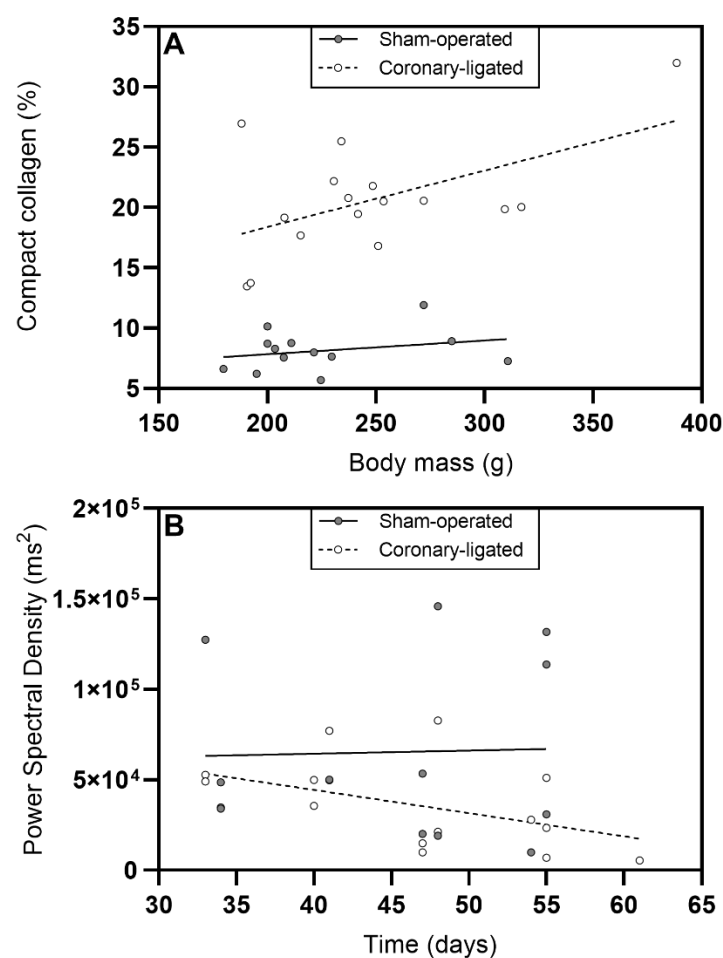 A
Sham-operated
Coronary-ligated
35
30
25
20
15
10
5
150 200 250 300 350 400
Compact collagen (%)
Body mass (g)
B
Sham-operated
Coronary-ligated
2×10⁵
1.5×10⁵
1×10⁵
5×10⁴
0
30 35 40 45 50 55 60 65
Power Spectral Density (ms²)
Time (days)